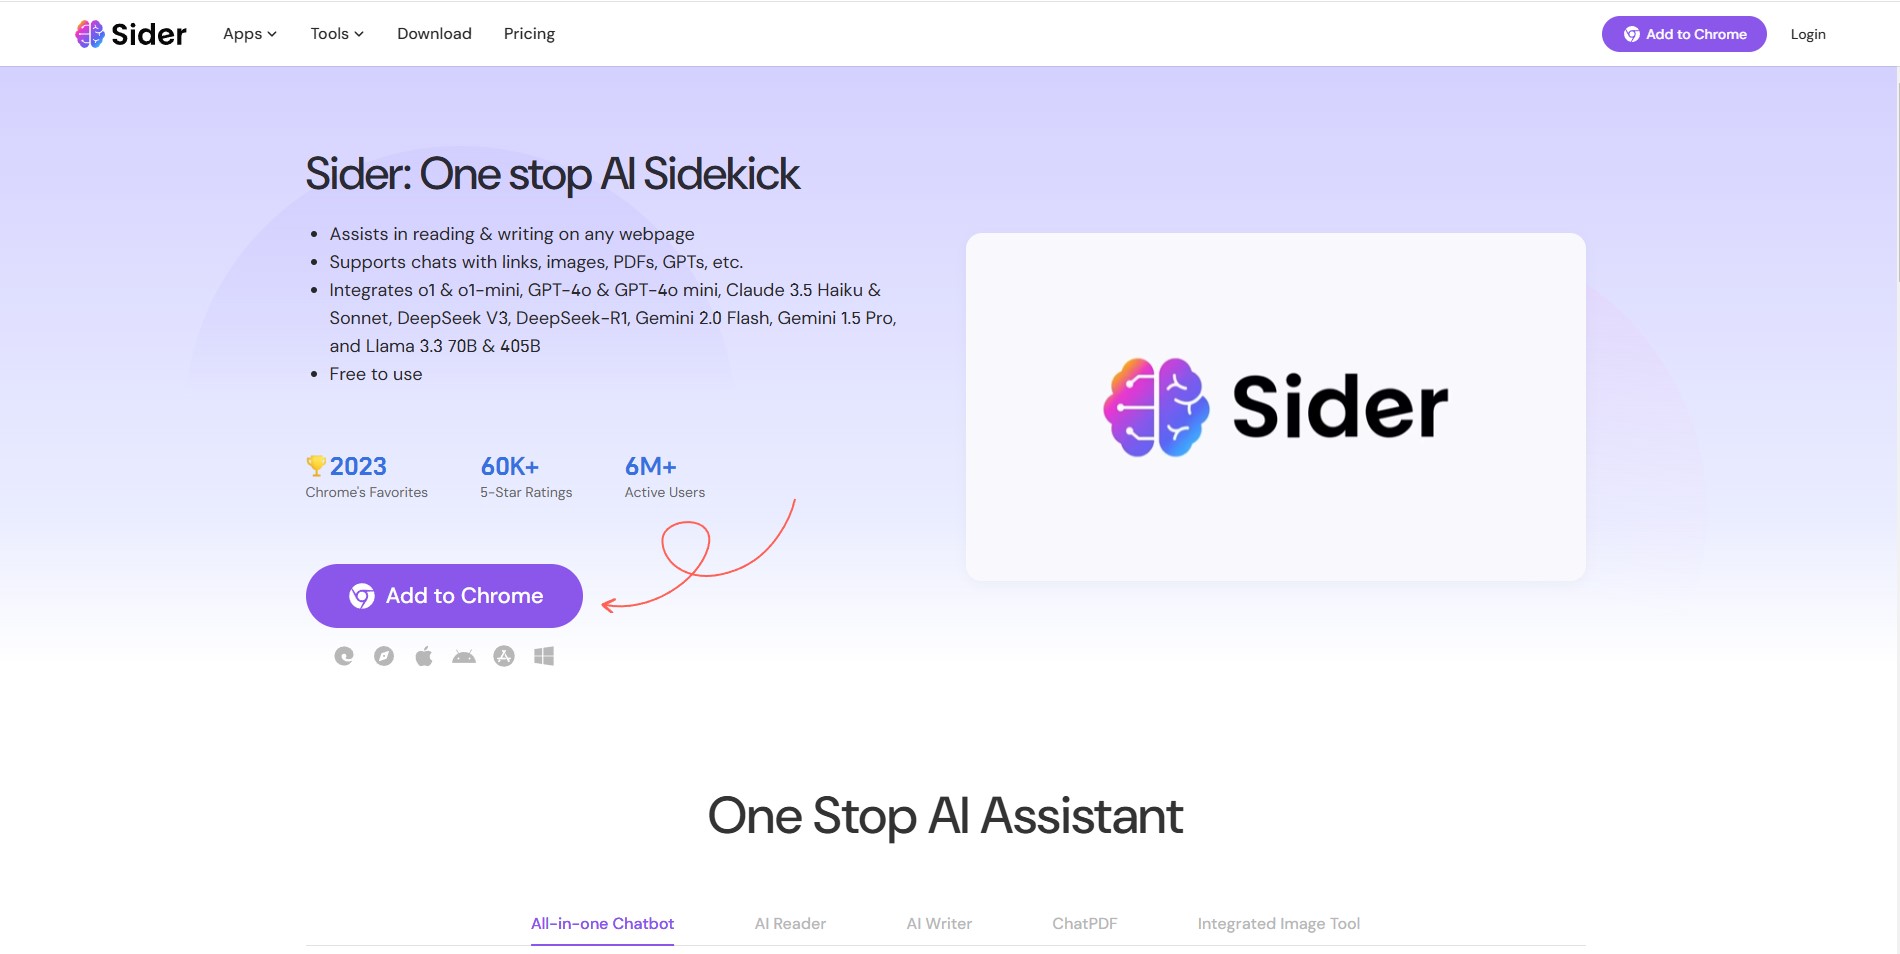 Sider
Apps
Tools
Download
Pricing
Add to Chrome
Login
Sider: One stop AI Sidekick
Assists in reading & writing on any webpage
Supports chats with links, images, PDFs, GPTs, etc.
Integrates o1 & o1-mini, GPT-4o & GPT-4o mini, Claude 3.5 Haiku &
Sonnet, DeepSeek V3, DeepSeek-R1, Gemini 2.0 Flash, Gemini 1.5 Pro,
and Llama 3.3 70B & 405B
Free to use
2023
Chrome's Favorites
60K+
5-Star Ratings
6M+
Active Users
Add to Chrome
Sider
One Stop AI Assistant
All-in-one Chatbot
AI Reader
AI Writer
ChatPDF
Integrated Image Tool